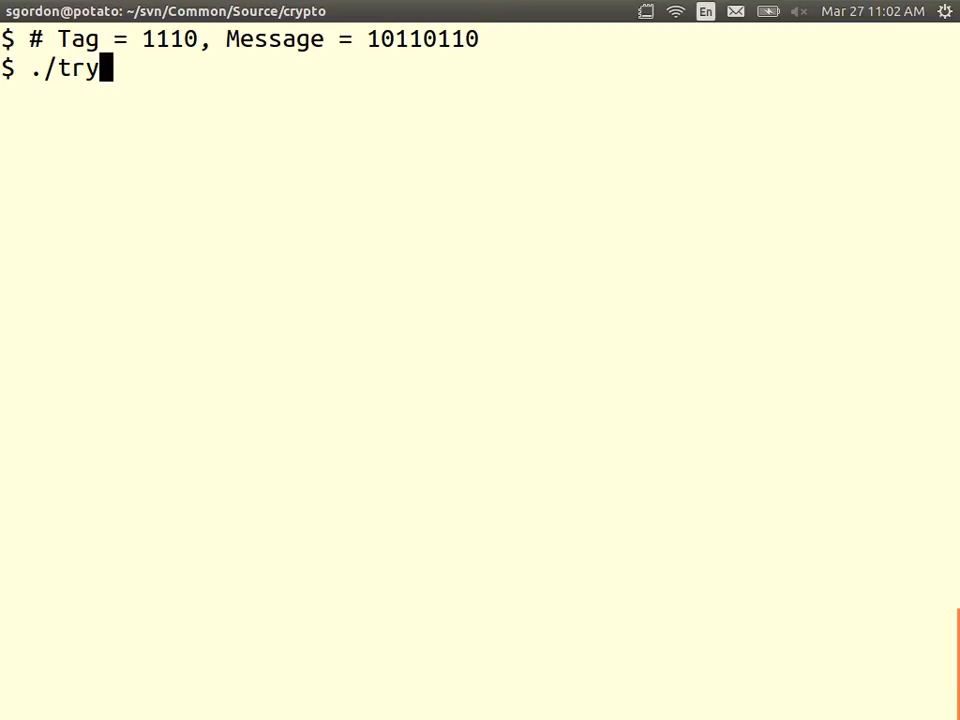 sgordon@potato: ~/svn/Common/Source/crypto
En
Mar 27 11:02 AM
$ # Tag = 1110, Message = 10110110
$ ./try